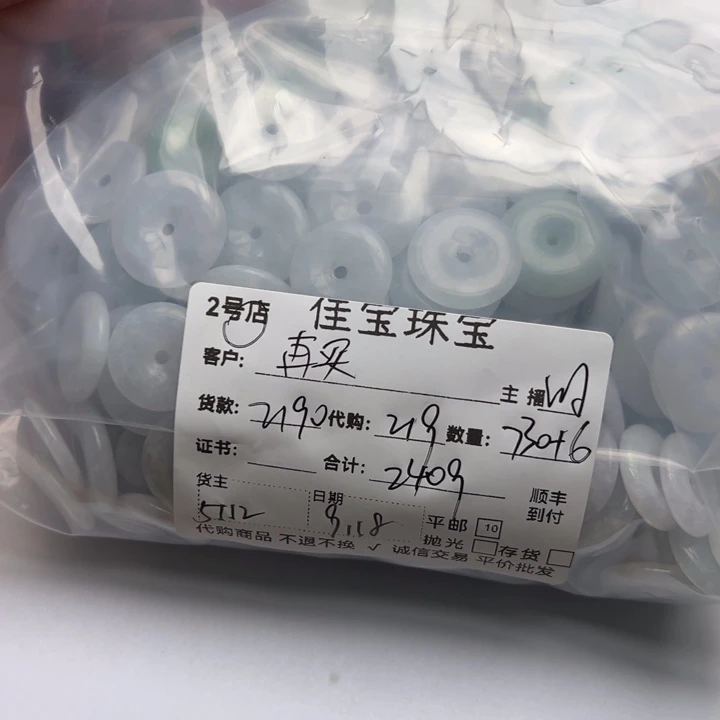 2号店 佳宝珠宝
客户: 再买
主播
货款: 2190 代购: 219 数量: 730+6
证书: 合计: 2409 顺丰到付
货主 5112 日期 9.18 平邮 10
抛光 存货
代购商品 不退不换 ✓ 诚信交易 平价批发